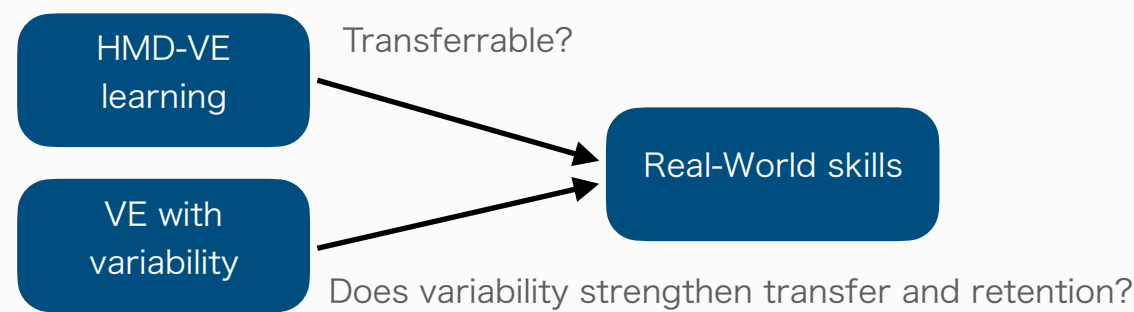 HMD-VE
learning
Transferrable?
Real-World skills
VE with
variability
Does variability strengthen transfer and retention?